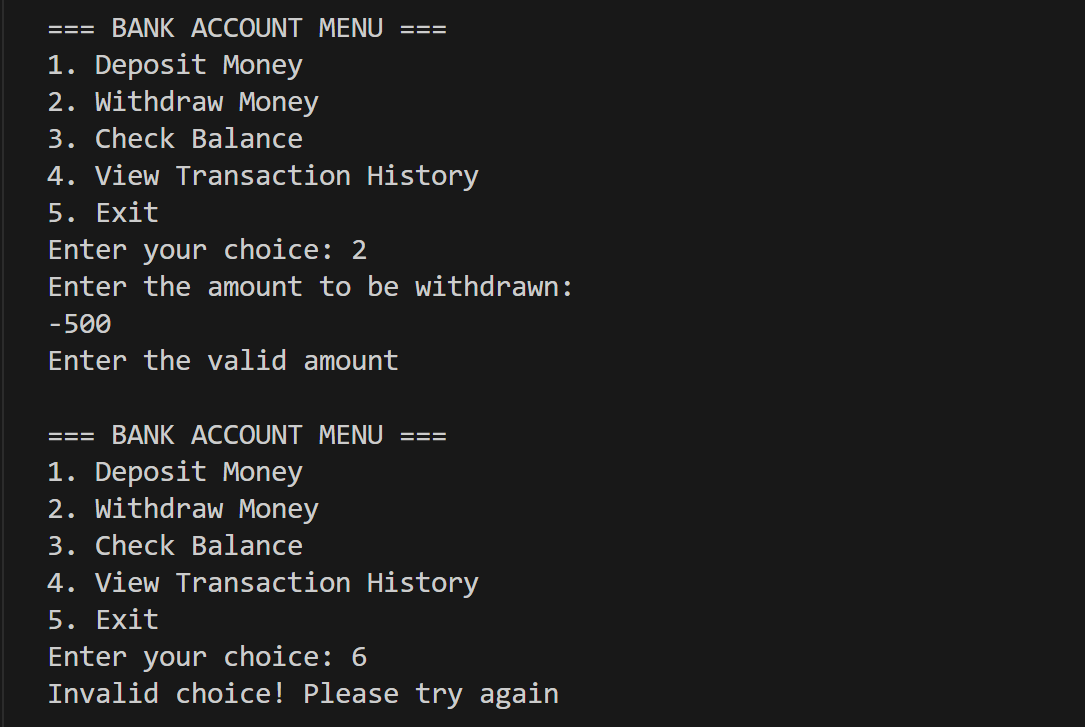 === BANK ACCOUNT MENU ===
1. Deposit Money
2. Withdraw Money
3. Check Balance
4. View Transaction History
5. Exit
Enter your choice: 2
Enter the amount to be withdrawn:
-500
Enter the valid amount

=== BANK ACCOUNT MENU ===
1. Deposit Money
2. Withdraw Money
3. Check Balance
4. View Transaction History
5. Exit
Enter your choice: 6
Invalid choice! Please try again